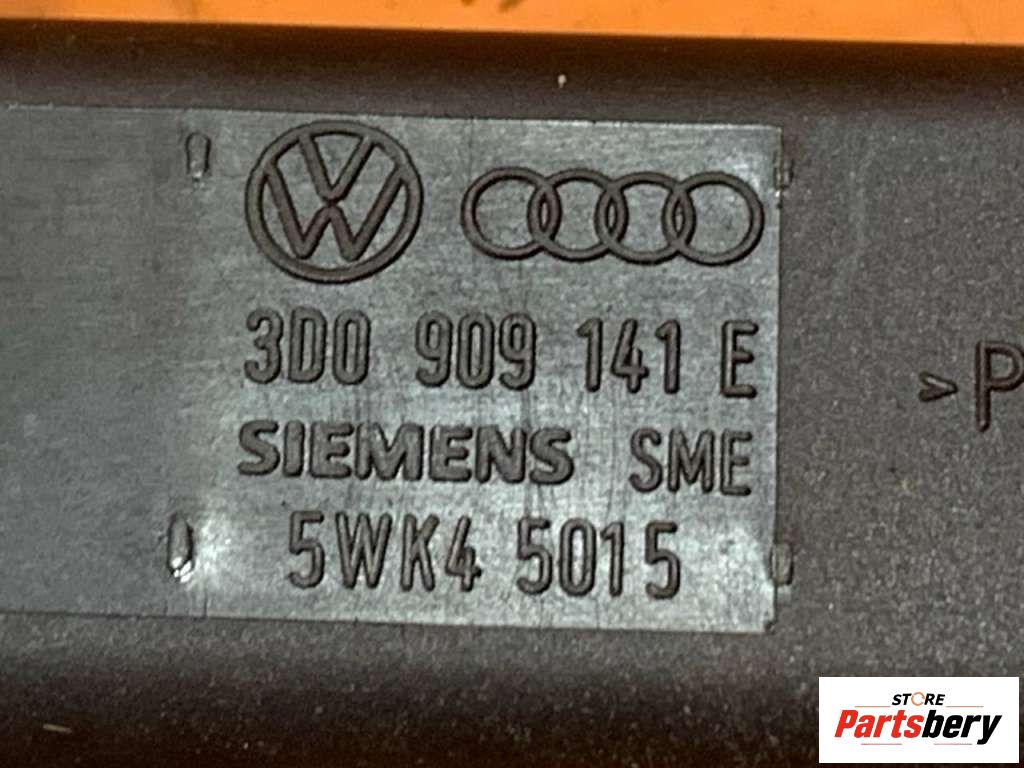 3D0 909 141 E
SIEMENS SME
5WK4 5015
>P
STORE
Partsbery